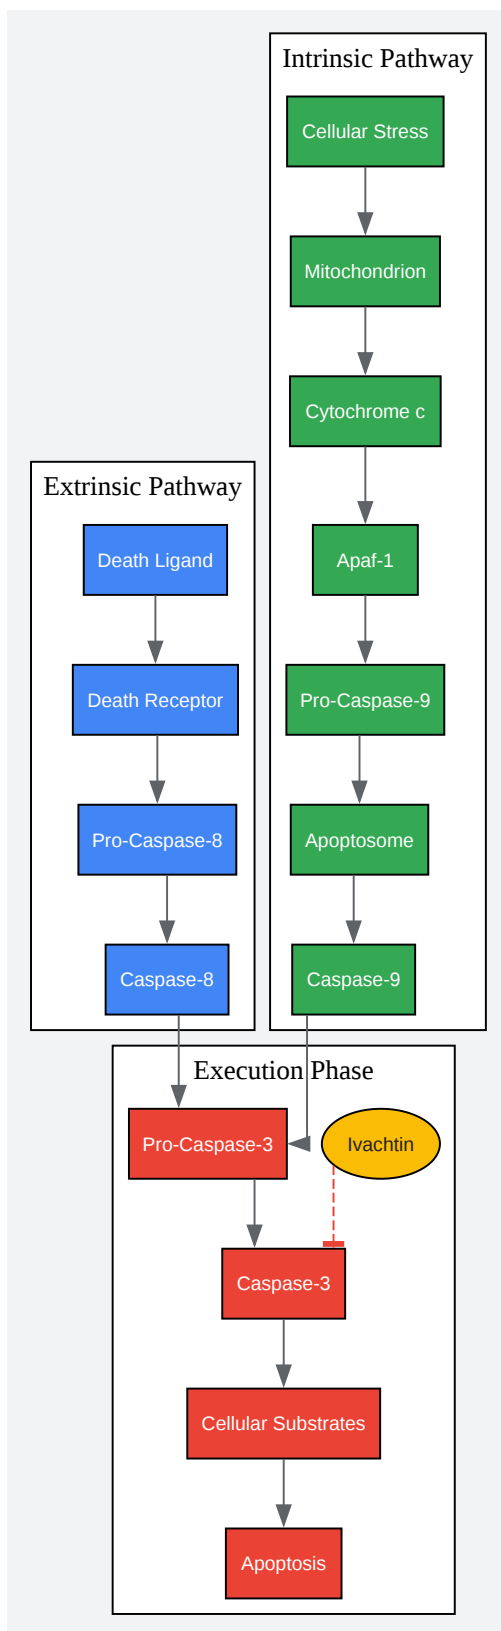 Intrinsic Pathway
Cellular Stress
Mitochondrion
Cytochrome c
Apaf-1
Pro-Caspase-9
Apoptosome
Caspase-9
Extrinsic Pathway
Death Ligand
Death Receptor
Pro-Caspase-8
Caspase-8
Execution Phase
Pro-Caspase-3
Ivachtin
Caspase-3
Cellular Substrates
Apoptosis